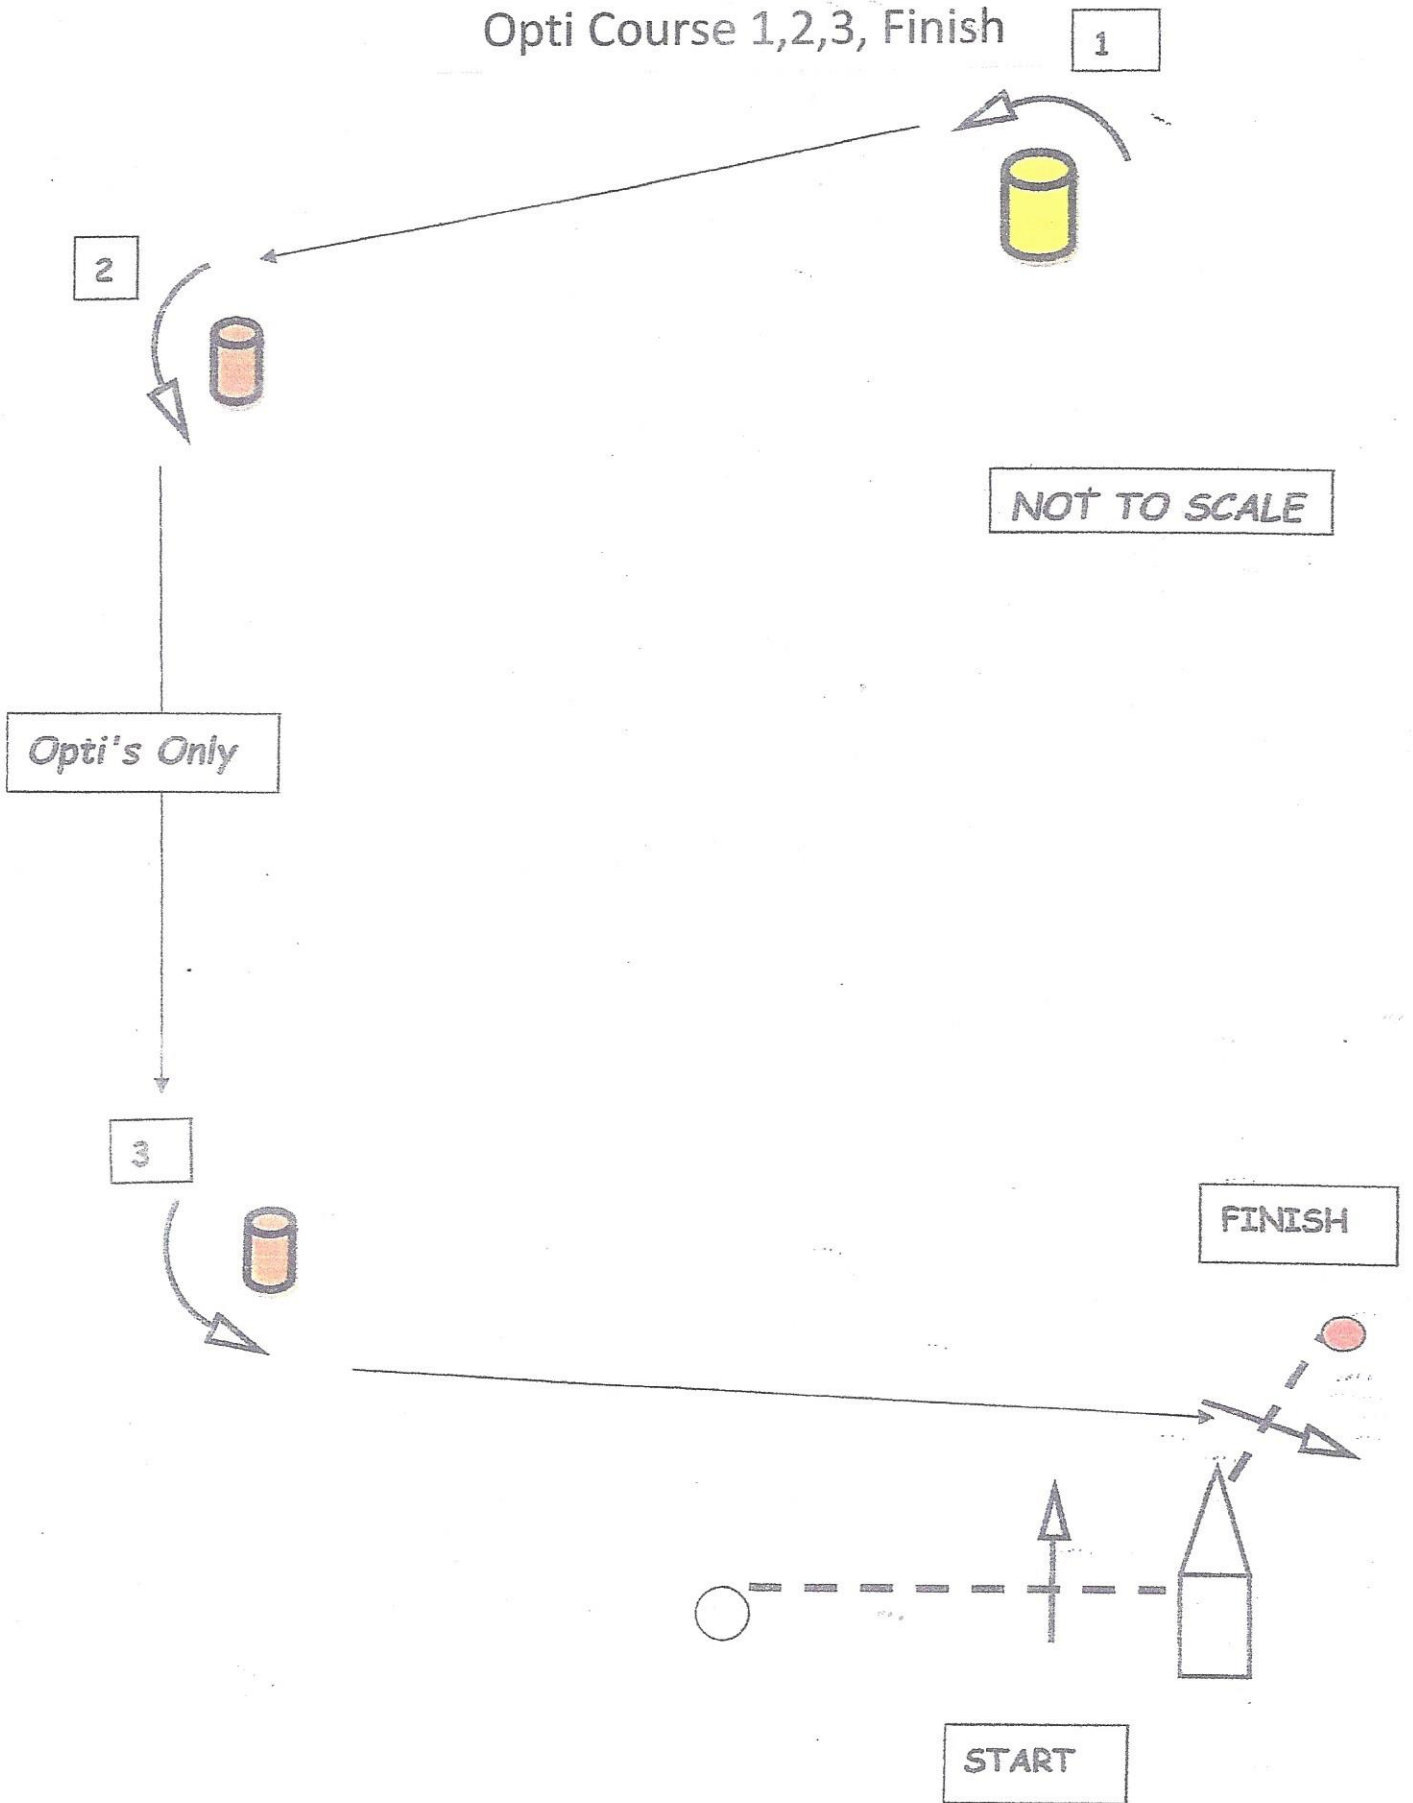 Opti Course 1,2,3, Finish
1
2
NOT TO SCALE
Opti's Only
3
FINISH
START